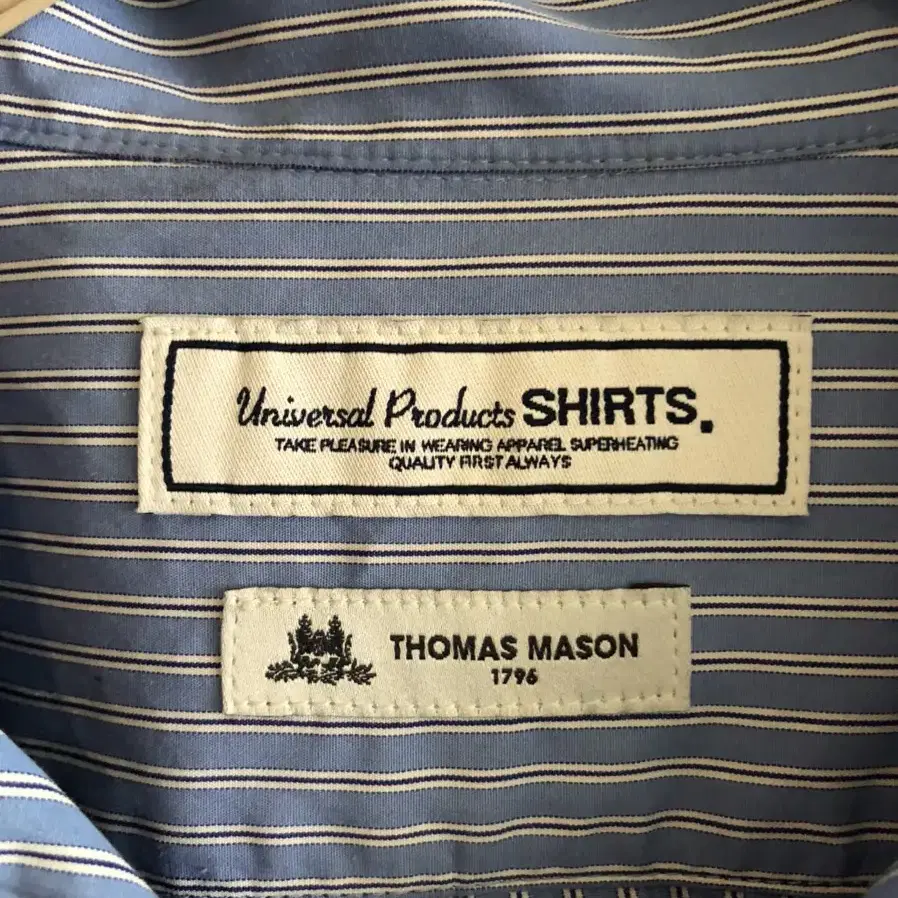 Universal Products SHIRTS.
TAKE PLEASURE IN WEARING APPAREL SUPERHEATING
QUALITY FIRST ALWAYS
THOMAS MASON
1796